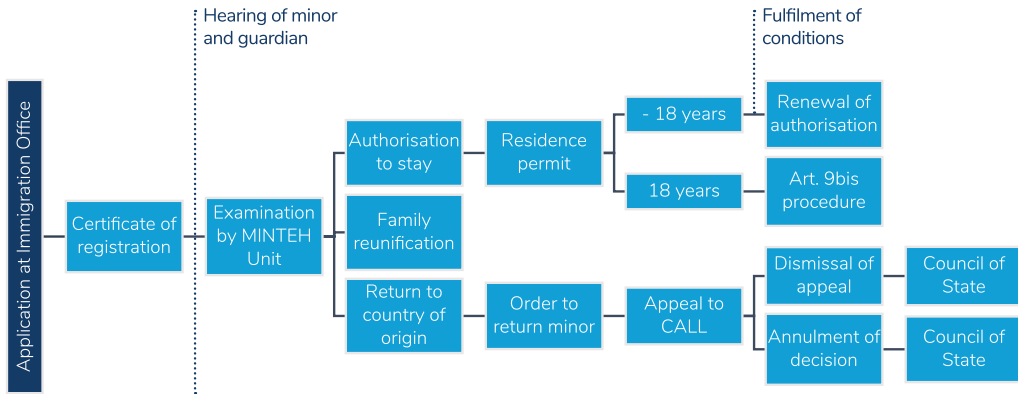 Hearing of minor
and guardian
Fulfilment of
conditions
Application at Immigration Office
Certificate of
registration
Examination
by MINTEH
Unit
Authorisation
to stay
Residence
permit
- 18 years
Renewal of
authorisation
18 years
Art. 9bis
procedure
Family
reunification
Return to
country of
origin
Order to
return minor
Appeal to
CALL
Dismissal of
appeal
Council of
State
Annulment of
decision
Council of
State